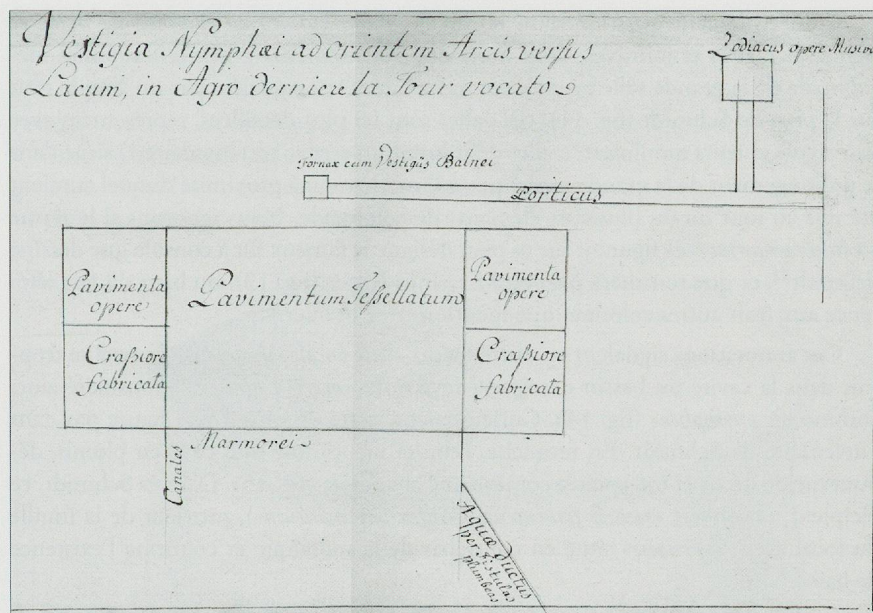 Vestigia Nymphæi ad orientem Arcis versus
Lacum, in Agro derriere la Tour vocato
Zodiacus opere Musivo
Fornax cum Vestigiis Balnei
Porticus
Pavimenta
opere
Crassiore
fabricata
Pavimentum Tessellatum
Pavimenta
opere
Crassiore
fabricata
Canales
Marmorei
Aquæ ductus
per fistulas
plumbeas